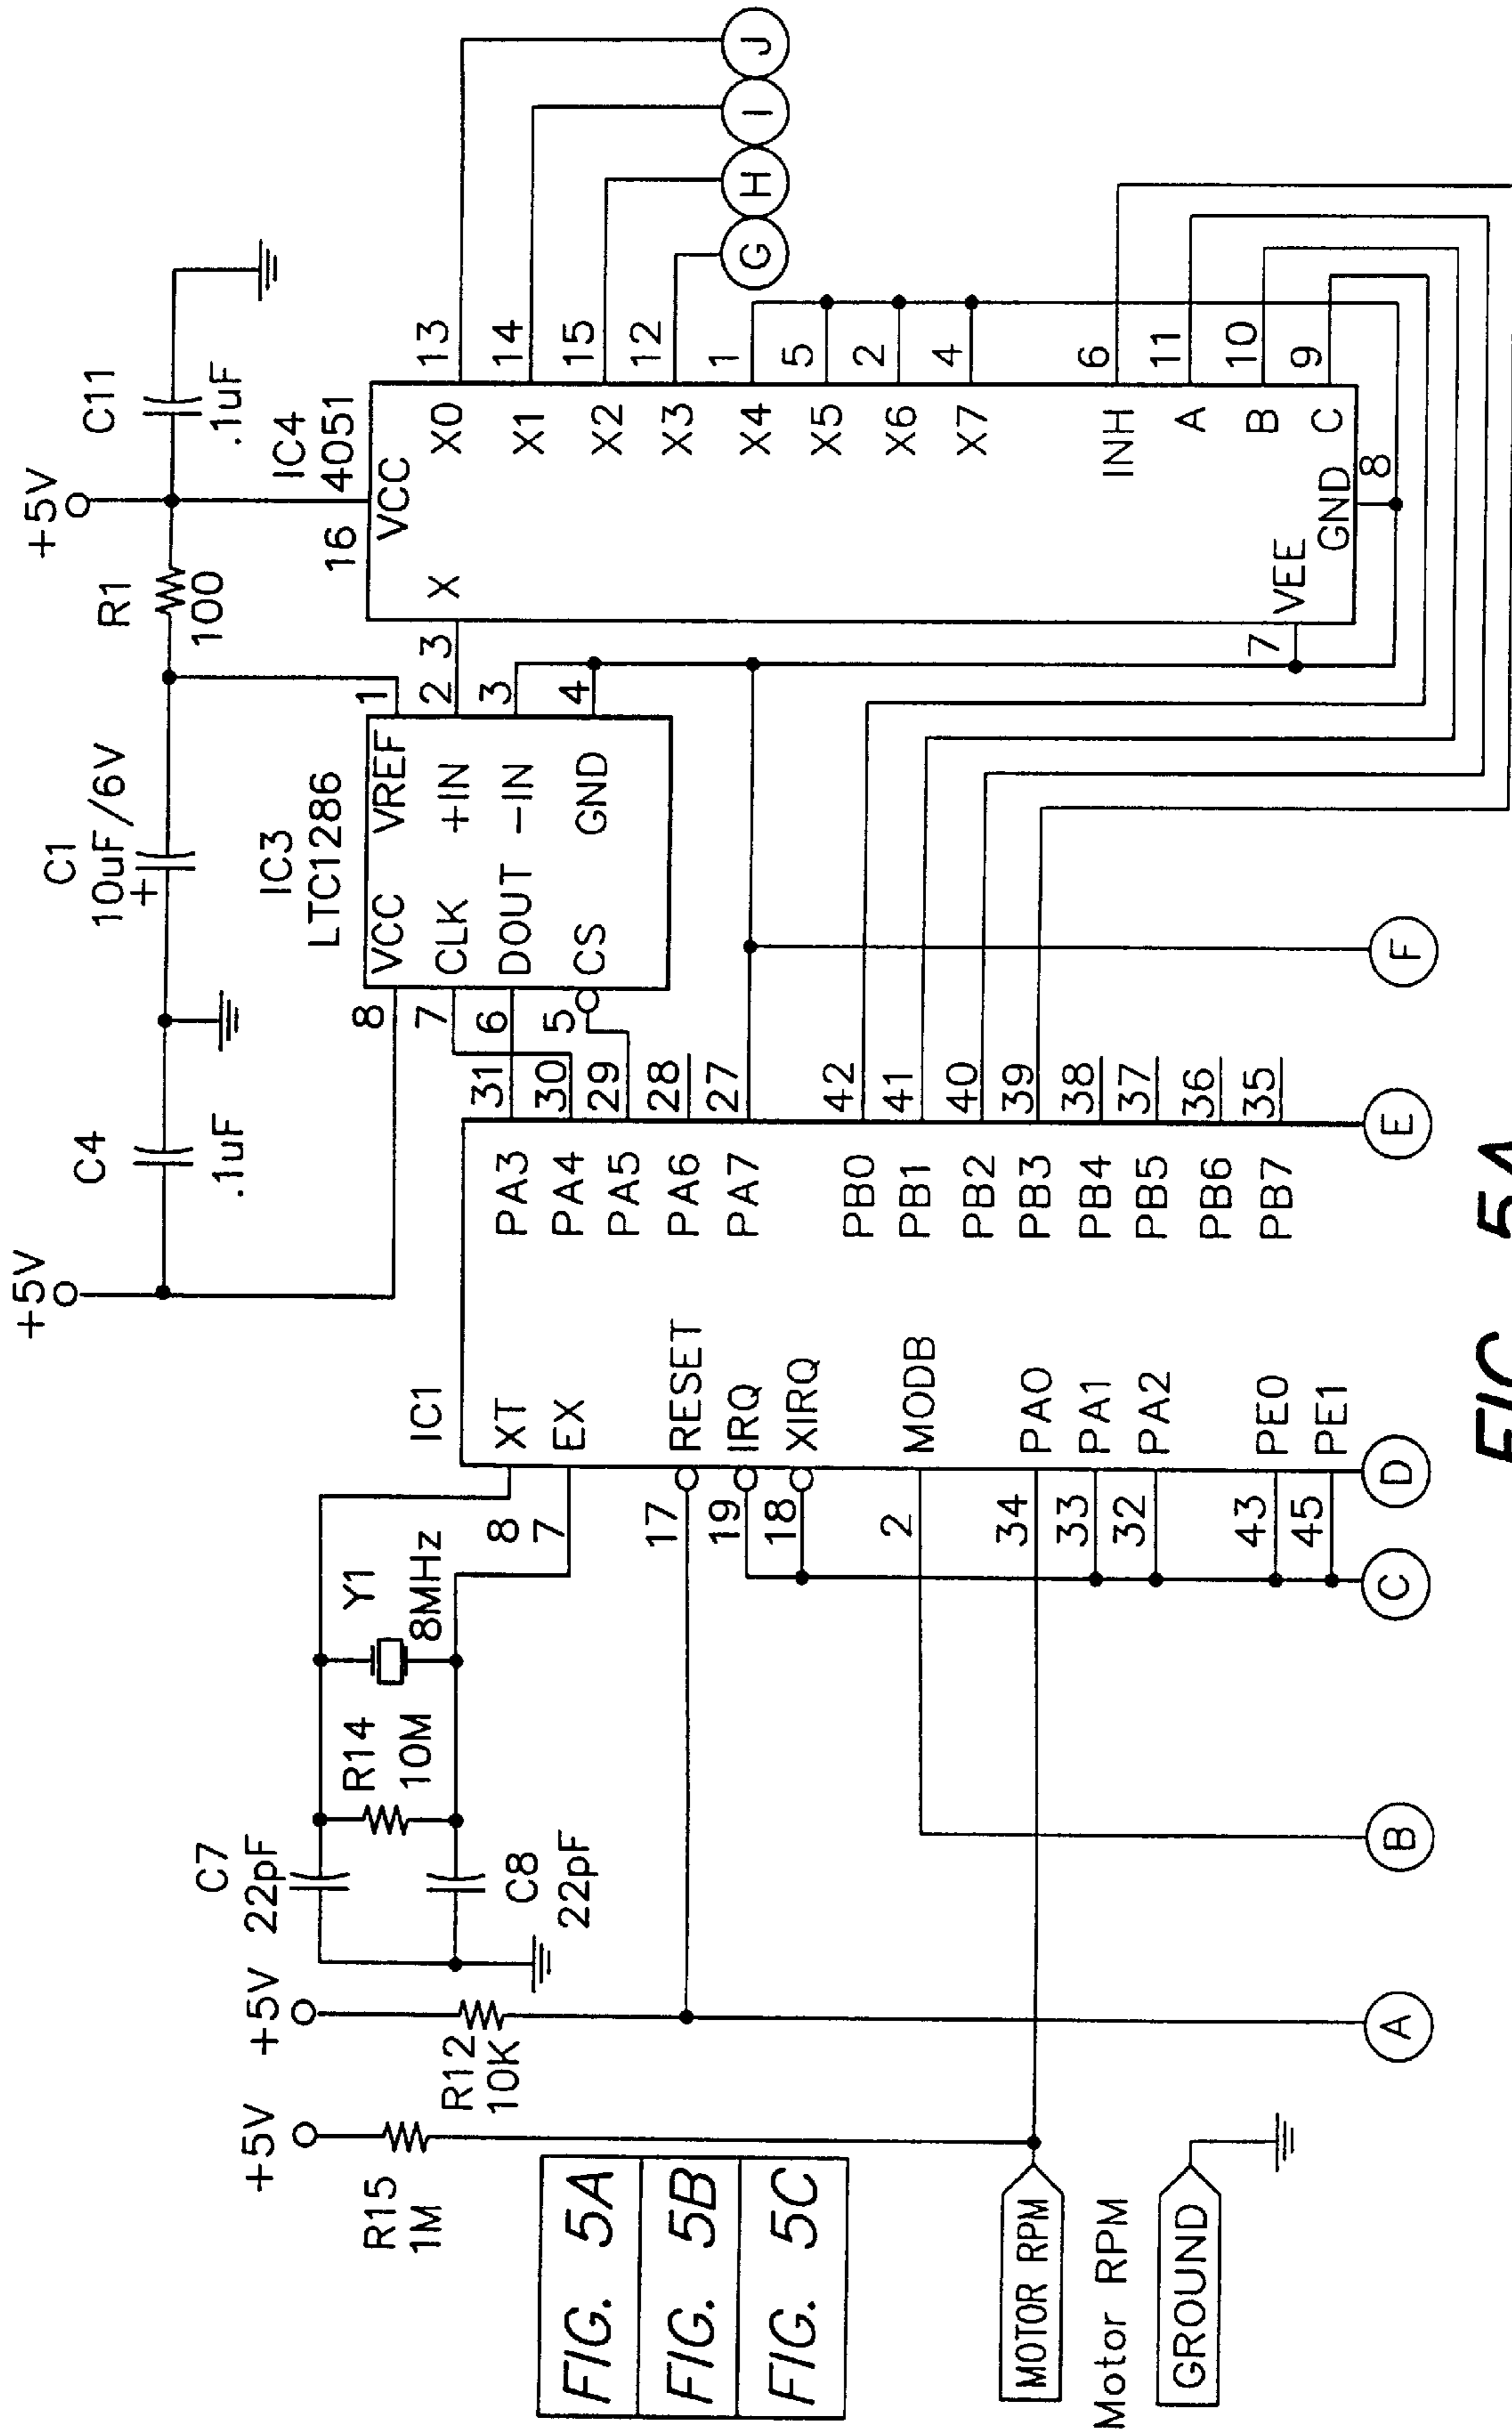 +5V
+5V
C4
.1uF
C1
10uF/6V
+
R1
100
C11
.1uF
IC3
LTC1286
8
VCC
VREF
1
7
CLK
+IN
2
6
DOUT
-IN
3
5
CS
GND
4
IC4
4051
16
VCC
3
X
X0
13
X1
14
X2
15
X3
12
X4
1
X5
5
X6
2
X7
4
INH
6
A
11
B
10
C
9
7
VEE
GND
8
J
I
H
G
+5V
+5V
R15
1M
R12
10K
C7
22pF
C8
22pF
R14
10M
Y1
8MHz
IC1
8
XT
7
EX
17
RESET
19
IRQ
18
XIRQ
2
MODB
34
PA0
33
PA1
32
PA2
43
PE0
45
PE1
PA3
31
PA4
30
PA5
29
PA6
28
PA7
27
PB0
42
PB1
41
PB2
40
PB3
39
PB4
38
PB5
37
PB6
36
PB7
35
FIG. 5A
FIG. 5B
FIG. 5C
MOTOR RPM
Motor RPM
GROUND
A
B
C
D
E
F
FIG. 5A